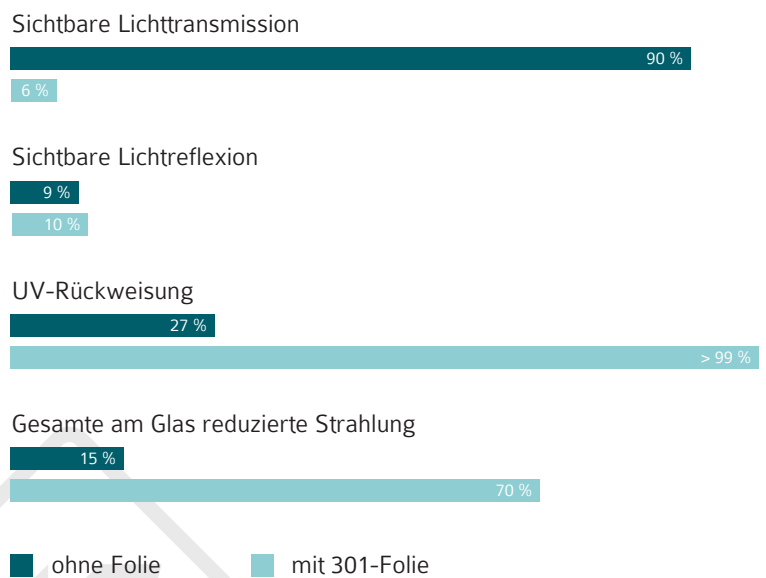 Sichtbare Lichttransmission
90 %
6 %
Sichtbare Lichtreflexion
9 %
10 %
UV-Rückweisung
27 %
> 99 %
Gesamte am Glas reduzierte Strahlung
15 %
70 %
ohne Folie mit 301-Folie